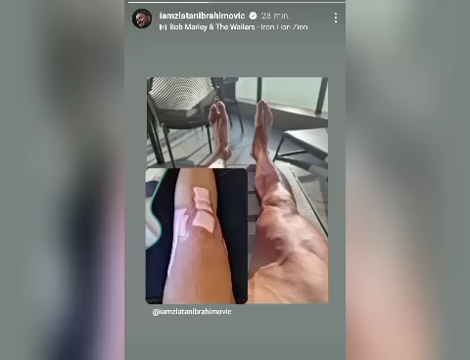 iamzlatanibrahimovic 28 min.
Bob Marley & The Wailers · Iron Lion Zion
@iamzlatanibrahimovic